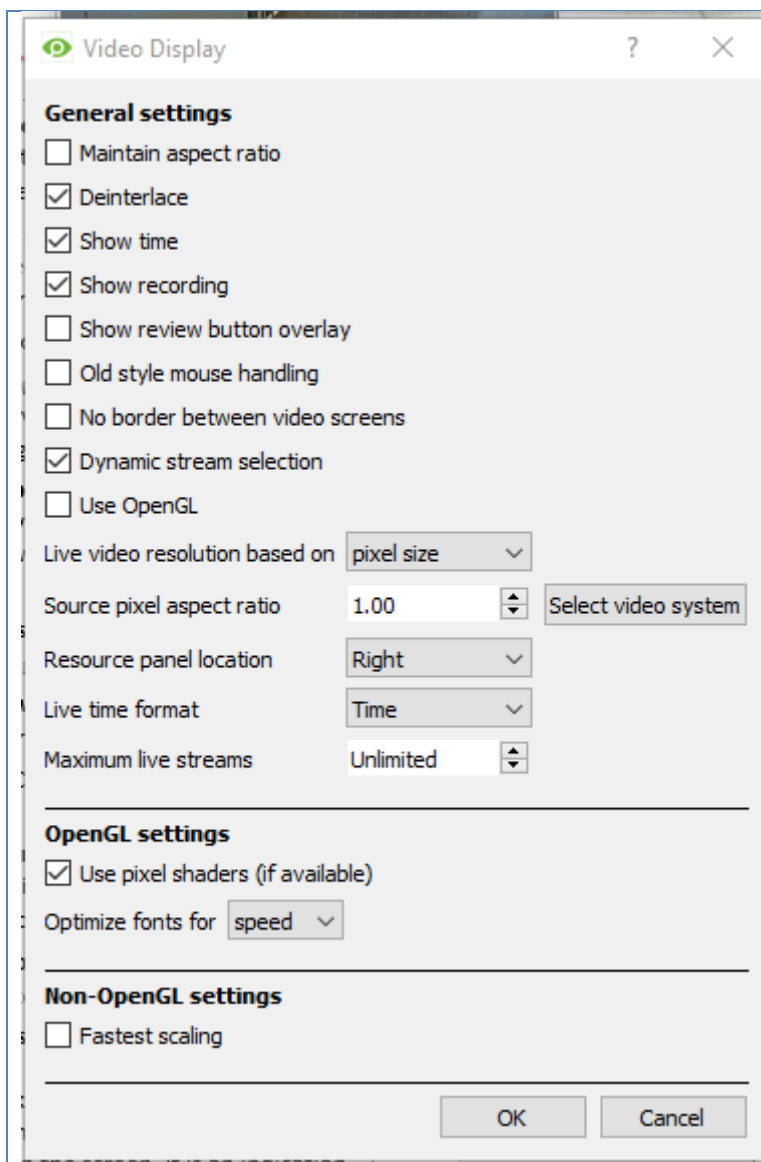 Video Display ?
General settings
Maintain aspect ratio
Deinterlace
Show time
Show recording
Show review button overlay
Old style mouse handling
No border between video screens
Dynamic stream selection
Use OpenGL
Live video resolution based on pixel size
Source pixel aspect ratio 1.00 Select video system
Resource panel location Right
Live time format Time
Maximum live streams Unlimited
OpenGL settings
Use pixel shaders (if available)
Optimize fonts for speed
Non-OpenGL settings
Fastest scaling
OK Cancel